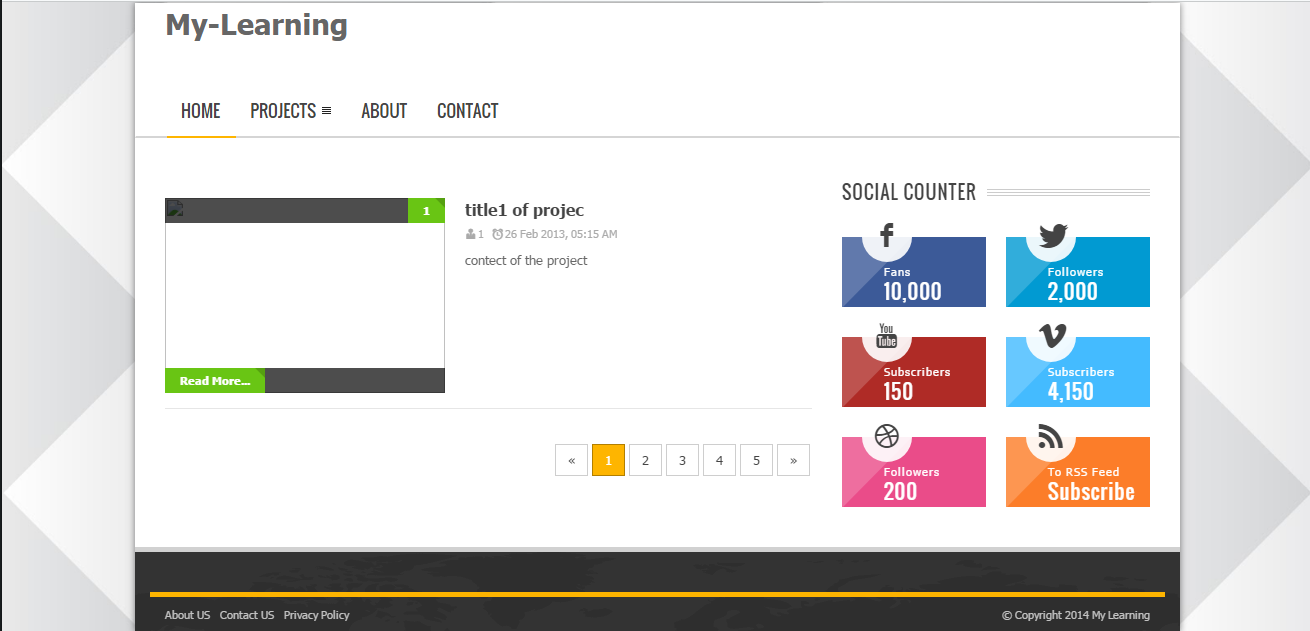 My-Learning
HOME PROJECTS ABOUT CONTACT
1
title1 of projec
1 26 Feb 2013, 05:15 AM
contect of the project
Read More...
« 1 2 3 4 5 »
SOCIAL COUNTER
Fans
10,000
Followers
2,000
You
Tube
Subscribers
150
Subscribers
4,150
Followers
200
To RSS Feed
Subscribe
About US Contact US Privacy Policy
© Copyright 2014 My Learning